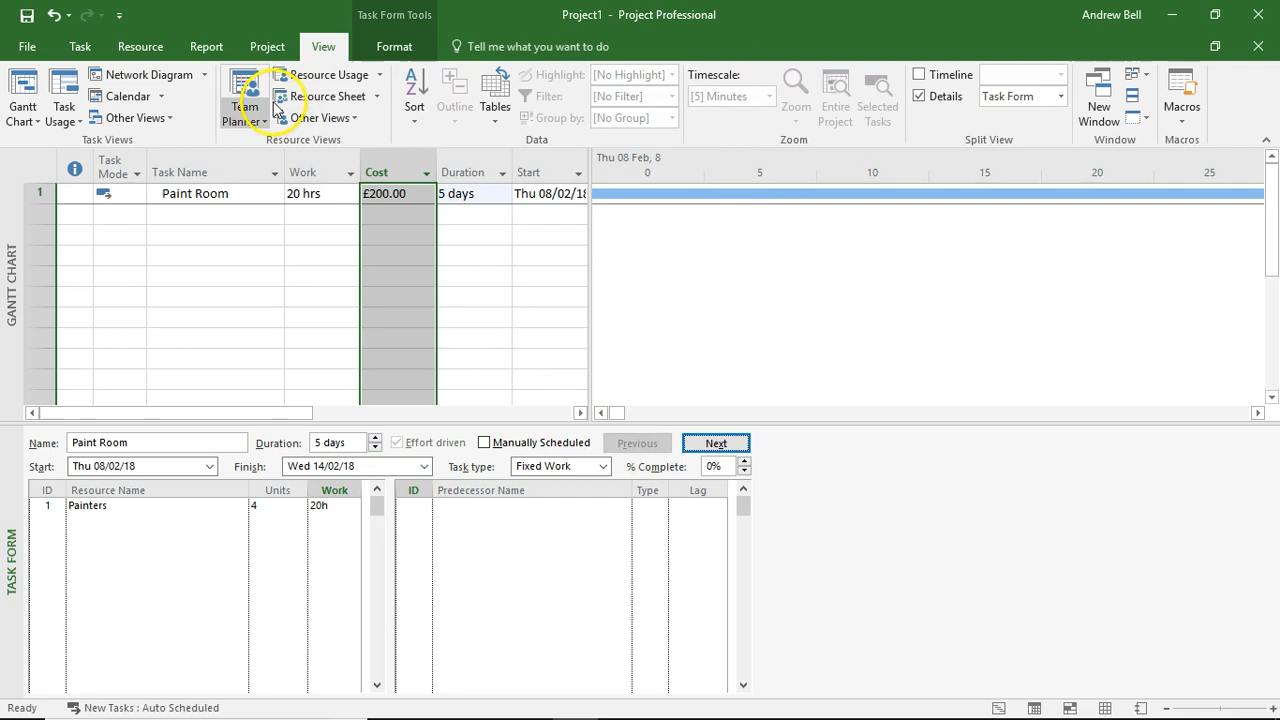 Task Form Tools
Project1 - Project Professional
Andrew Bell
File Task Resource Report Project View Format Tell me what you want to do
Gantt Chart
Task Usage
Network Diagram
Calendar
Other Views
Task Views
Team Planner
Resource Usage
Resource Sheet
Other Views
Resource Views
Sort
Outline
Tables
Highlight: [No Highlight]
Filter: [No Filter]
Group by: [No Group]
Data
Timescale:
[5] Minutes
Zoom
Entire Project
Selected Tasks
Zoom
Timeline
Details Task Form
Split View
New Window
Window
Macros
Macros
Task Mode Task Name Work Cost Duration Start
Thu 08 Feb, 8
0 5 10 15 20 25
1 Paint Room 20 hrs £200.00 5 days Thu 08/02/18
GANTT CHART
Name: Paint Room Duration: 5 days Effort driven Manually Scheduled Previous Next
Start: Thu 08/02/18 Finish: Wed 14/02/18 Task type: Fixed Work % Complete: 0%
ID Resource Name Units Work ID Predecessor Name Type Lag
1 Painters 4 20h
TASK FORM
Ready New Tasks : Auto Scheduled